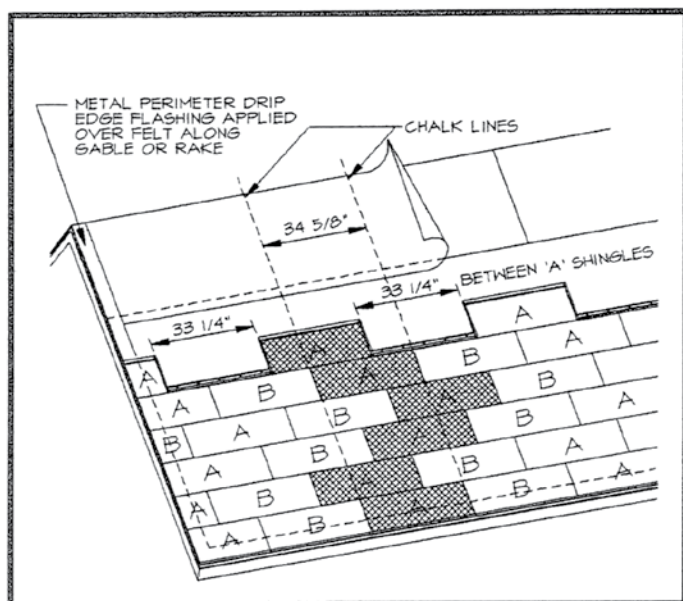 METAL PERIMETER DRIP
EDGE FLASHING APPLIED
OVER FELT ALONG
GABLE OR RAKE
CHALK LINES
34 5/8"
BETWEEN 'A' SHINGLES
33 1/4"
33 1/4"
A
A
A
B
A
A
B
A
B
A
B
A
B
A
B
A
A
B
A
B
A
A
B
A
B
A
A
B
A
B
A